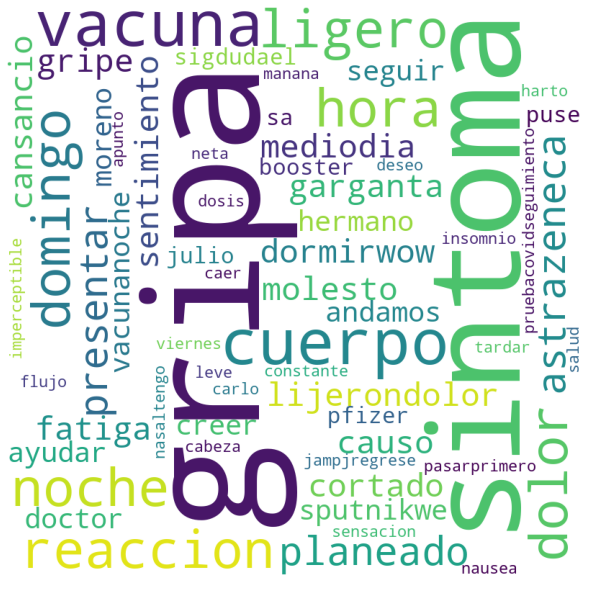 vacuna
ligero
gripa
sintoma
gripe
sigdudael
manana
seguir
harto
cansancio
domingo
moreno
apunto
sentimiento
sa
hora
puse
neta
mediodia
booster
deseo
pruebacovidseguimiento
astrazeneca
presentar
vacunanoche
dosis
garganta
hermano
insomnio
imperceptible
julio
caer
dormirwow
molesto
andamos
salud
flujo
viernes
leve
cuerpo
constante
tardar
nasaltengo
carlo
lijerondolor
dolor
fatiga
creer
pfizer
ayudar
cabeza
causo
jampjregrese
pasarprimero
noche
cortado
doctor
sputnikwe
reaccion
sensacion
planeado
nausea